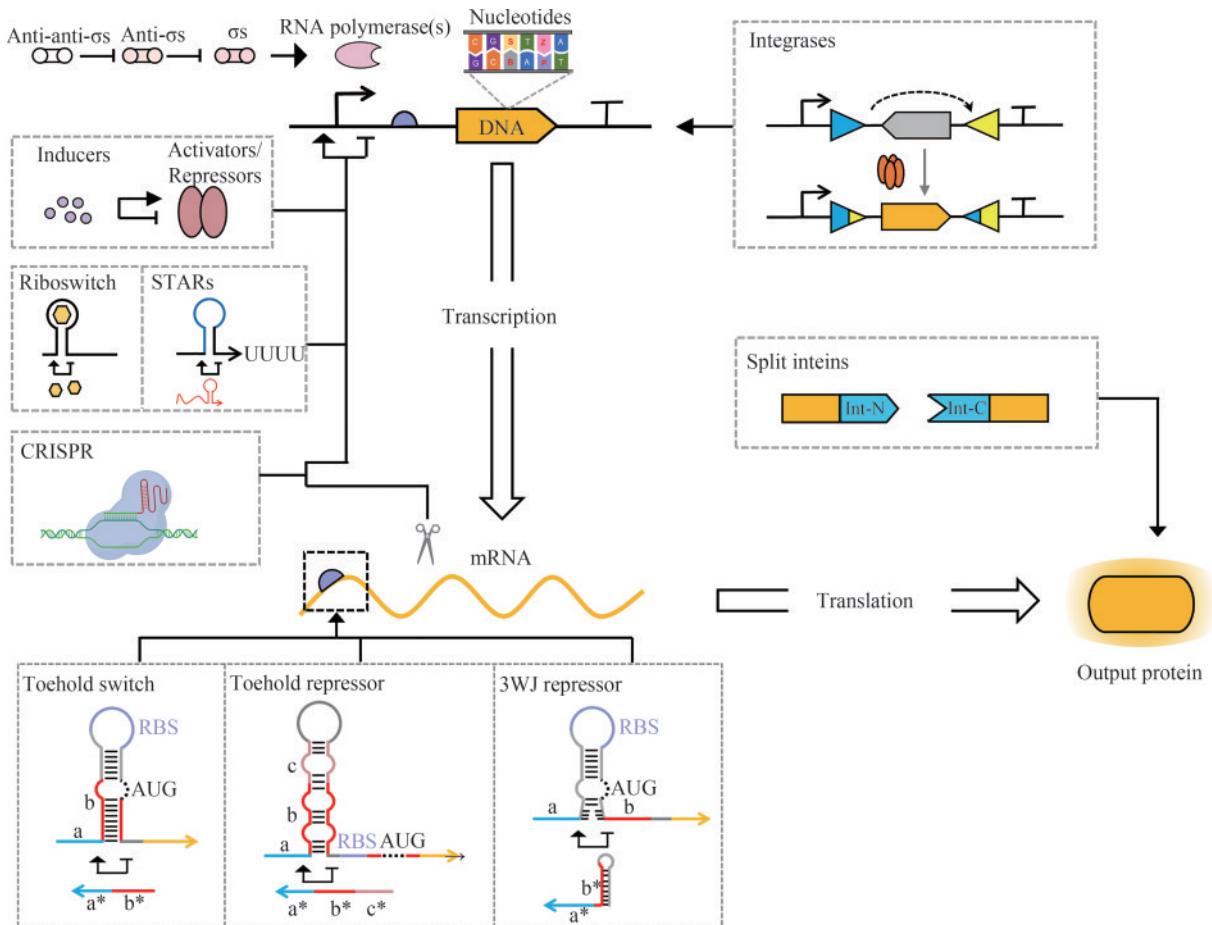 Anti-anti-σs
Anti-σs
σs
RNA polymerase(s)
Nucleotides
C G S T Z A
G C B A P T
DNA
Integrases
Inducers
Activators/
Repressors
Riboswitch
STARs
UUUU
Transcription
CRISPR
Split inteins
Int-N
Int-C
mRNA
Translation
Output protein
Toehold switch
RBS
AUG
b
a
a* b*
Toehold repressor
c
b
a
RBS AUG
a* b* c*
3WJ repressor
RBS
AUG
a b
b*
a*